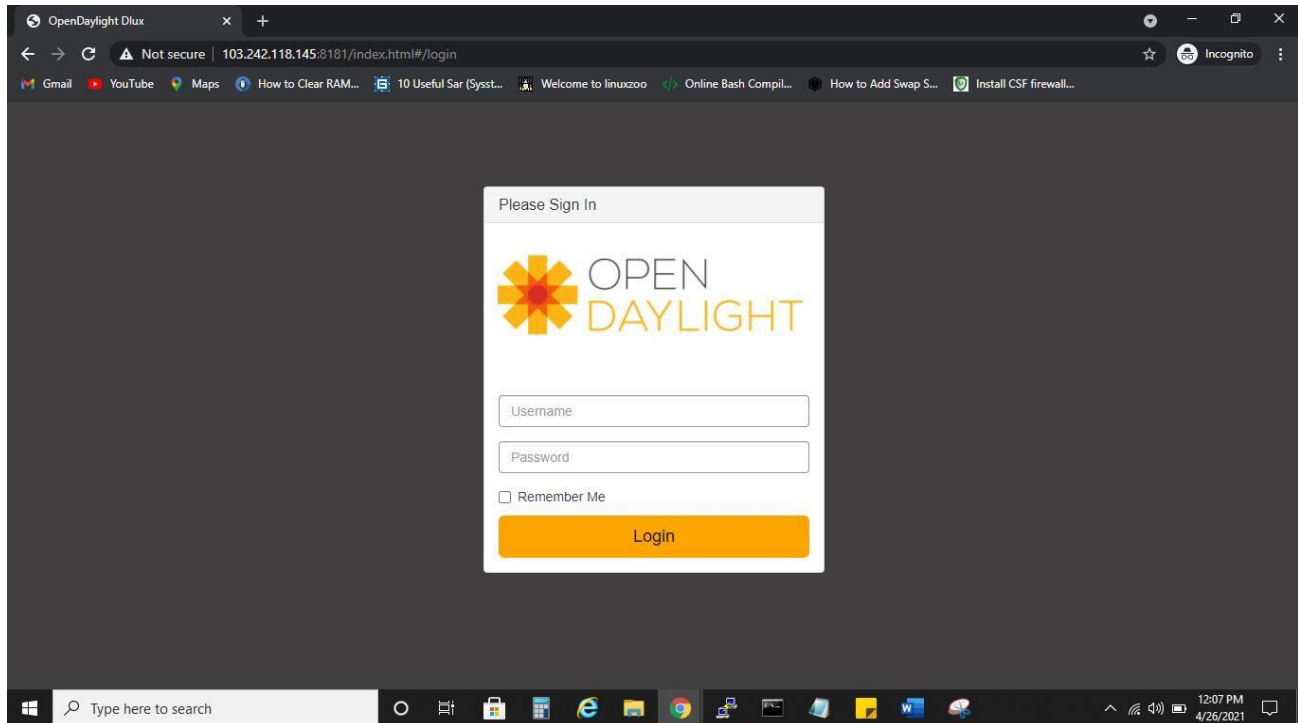 OpenDaylight Dlux
Not secure | 103.242.118.145:8181/index.html#/login
Incognito
Gmail YouTube Maps How to Clear RAM... 10 Useful Sar (Sysst... Welcome to linuxzoo Online Bash Compil... How to Add Swap S... Install CSF firewall...
Please Sign In
OPEN
DAYLIGHT
Username
Password
Remember Me
Login
Type here to search
12:07 PM
4/26/2021